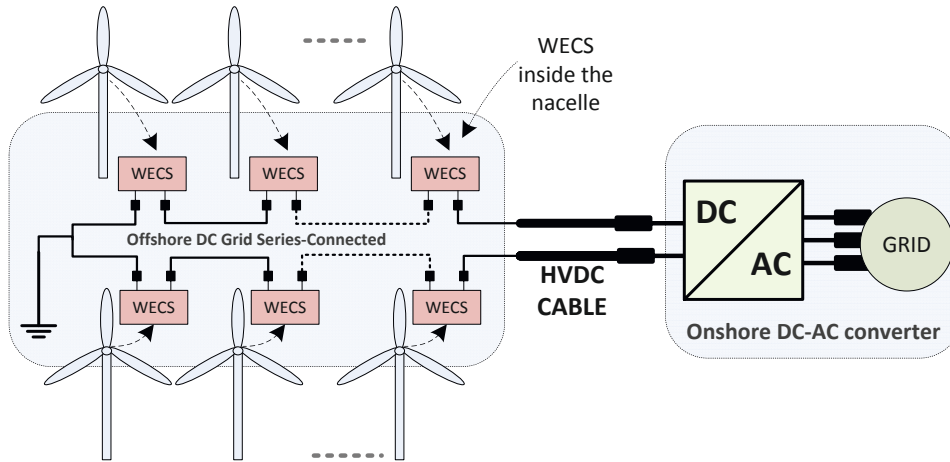 WECS
inside the
nacelle
WECS
WECS
WECS
Offshore DC Grid Series-Connected
WECS
WECS
WECS
HVDC
CABLE
DC
AC
GRID
Onshore DC-AC converter